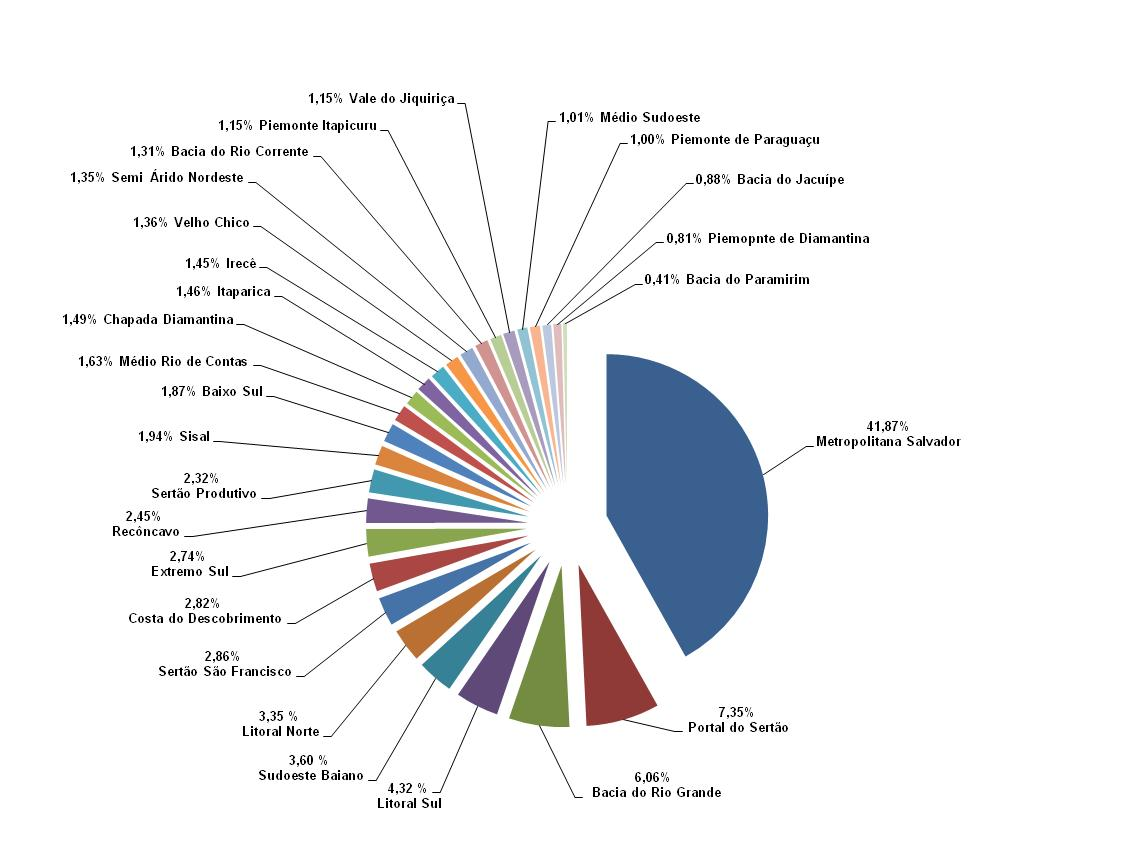 1,15% Vale do Jiquiriça
1,01% Médio Sudoeste
1,15% Piemonte Itapicuru
1,00% Piemonte de Paraguaçu
1,31% Bacia do Rio Corrente
1,35% Semi Árido Nordeste
0,88% Bacia do Jacuípe
1,36% Velho Chico
0,81% Piemopnte de Diamantina
1,45% Irecê
0,41% Bacia do Paramirim
1,46% Itaparica
1,49% Chapada Diamantina
1,63% Médio Rio de Contas
1,87% Baixo Sul
41,87%
Metropolitana Salvador
1,94% Sisal
2,32%
Sertão Produtivo
2,45%
Recôncavo
2,74%
Extremo Sul
2,82%
Costa do Descobrimento
2,86%
Sertão São Francisco
3,35 %
Litoral Norte
7,35%
Portal do Sertão
3,60 %
Sudoeste Baiano
6,06%
Bacia do Rio Grande
4,32 %
Litoral Sul